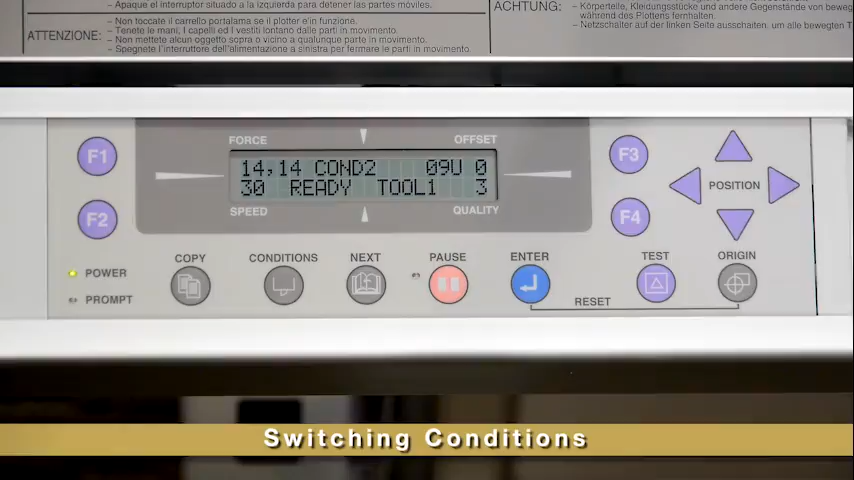 - Apaque el interruptor situado a la izquierda para detener las partes móviles.
ATTENZIONE:
- Non toccate il carrello portalama se il plotter e'in funzione.
- Tenete le mani, i capelli ed i vestiti lontano dalle parti in movimento.
- Non mettete alcun oggetto sopra o vicino a qualunque parte in movimento.
- Spegnete l'interruttore dell'alimentazione a sinistra per fermare le parti in movimento.
ACHTUNG:
- Körperteile, Kleidungsstücke und andere Gegenstände von beweg
während des Plottens fernhalten.
- Netzschalter auf der linken Seite ausschalten, um alle bewegten T
FORCE OFFSET
14,14 COND2 09U 0
30 READY TOOL1 3
SPEED QUALITY
F1
F2
F3
F4
POSITION
POWER
PROMPT
COPY
CONDITIONS
NEXT
PAUSE
ENTER
TEST
ORIGIN
RESET
Switching Conditions